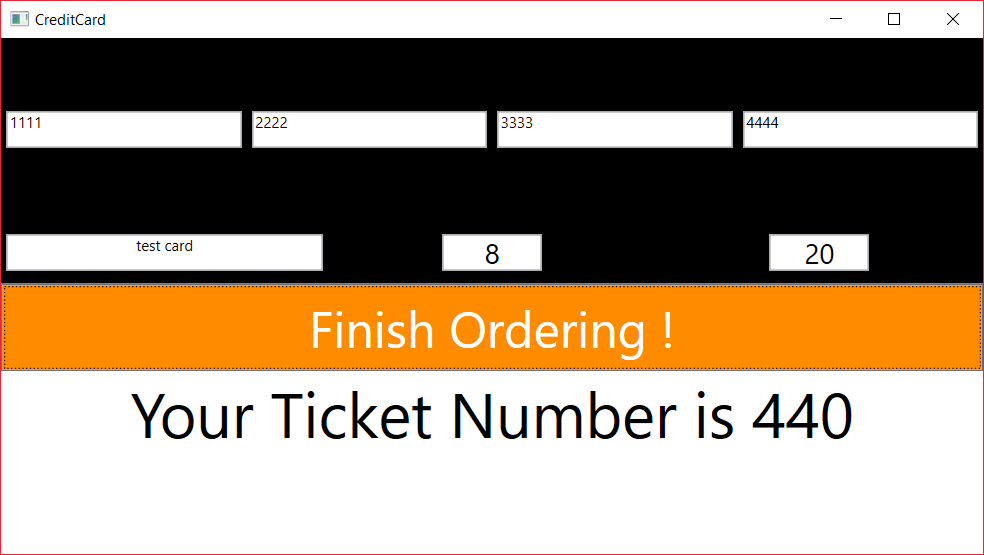 CreditCard
1111 2222 3333 4444
test card 8 20
Finish Ordering !
Your Ticket Number is 440